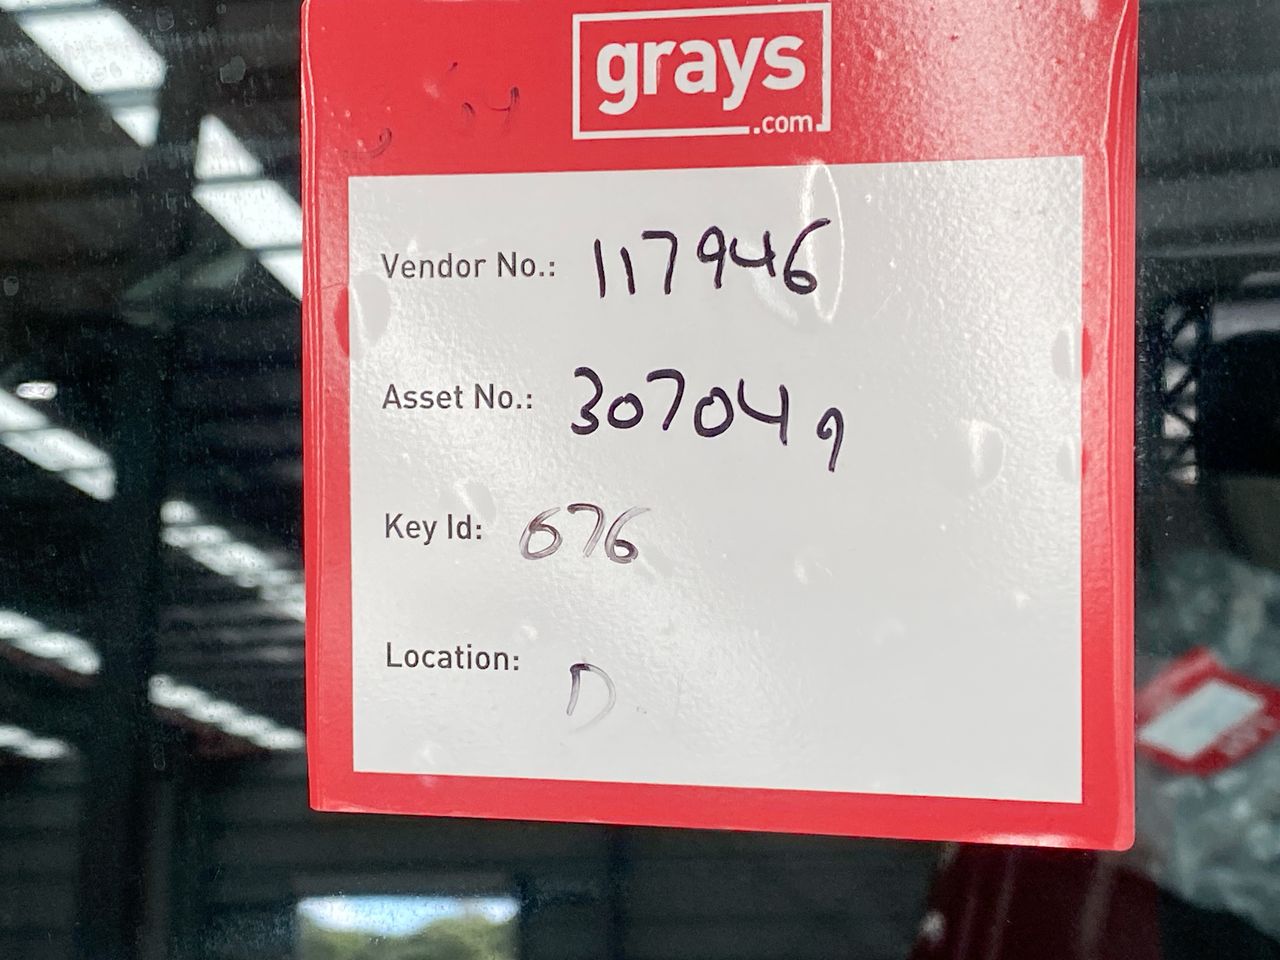 grays
.com
Vendor No.: 117946
Asset No.: 307049
Key Id: 676
Location: D